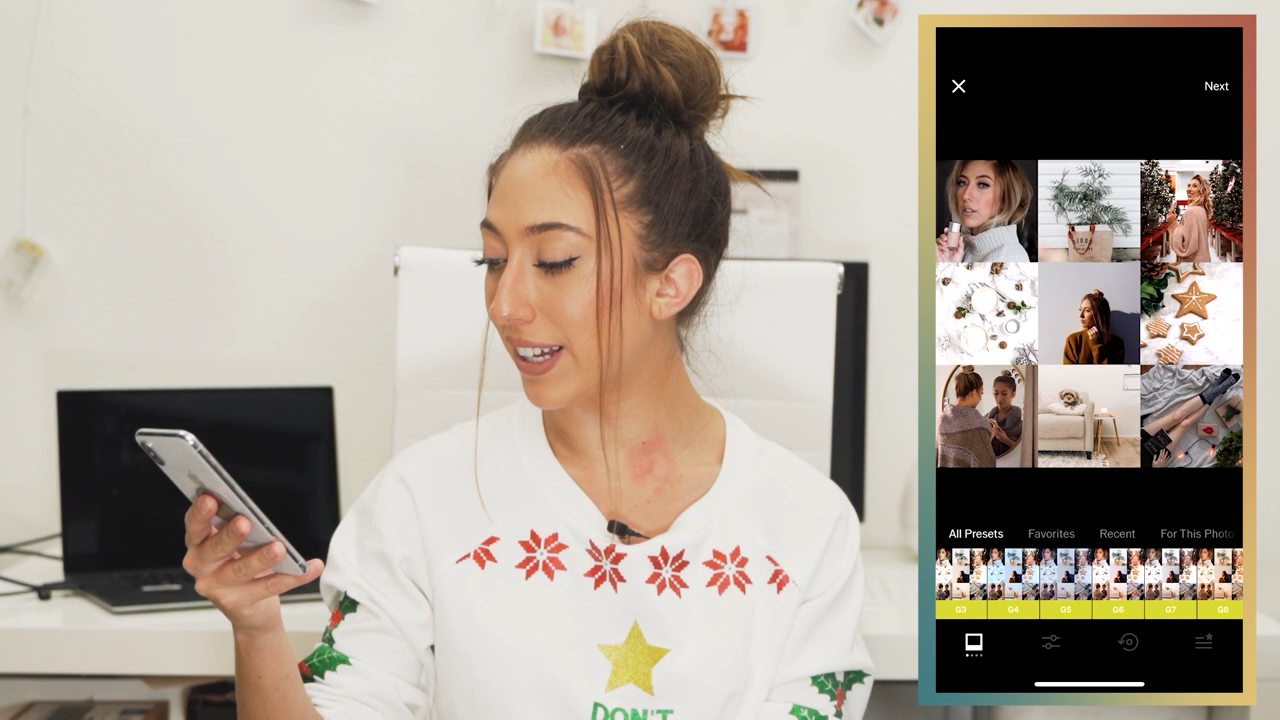 DON'T
Next
All Presets Favorites Recent For This Photo
G3 G4 G5 G6 G7 G8